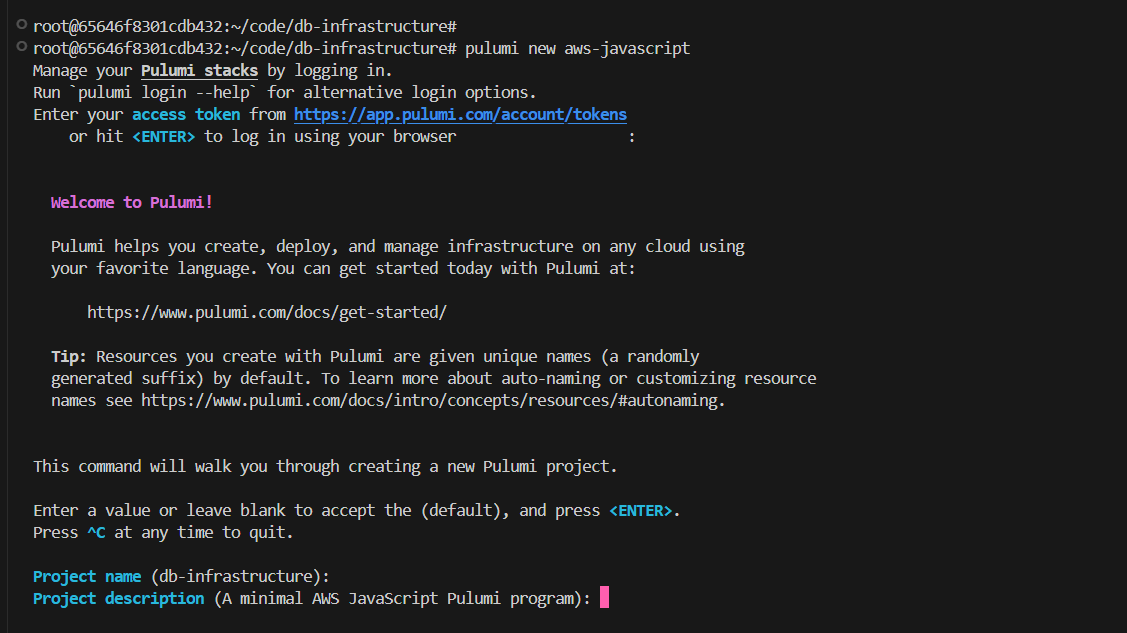 root@65646f8301cdb432:~/code/db-infrastructure#
root@65646f8301cdb432:~/code/db-infrastructure# pulumi new aws-javascript
Manage your Pulumi stacks by logging in.
Run `pulumi login --help` for alternative login options.
Enter your access token from https://app.pulumi.com/account/tokens
or hit <ENTER> to log in using your browser :
Welcome to Pulumi!
Pulumi helps you create, deploy, and manage infrastructure on any cloud using
your favorite language. You can get started today with Pulumi at:
https://www.pulumi.com/docs/get-started/
Tip: Resources you create with Pulumi are given unique names (a randomly
generated suffix) by default. To learn more about auto-naming or customizing resource
names see https://www.pulumi.com/docs/intro/concepts/resources/#autonaming.
This command will walk you through creating a new Pulumi project.
Enter a value or leave blank to accept the (default), and press <ENTER>.
Press ^C at any time to quit.
Project name (db-infrastructure):
Project description (A minimal AWS JavaScript Pulumi program):